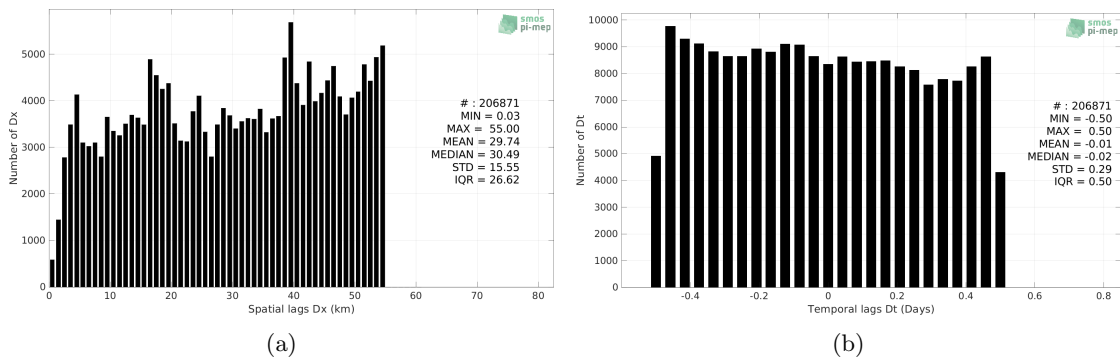 smos
pi-mep
Number of Dx
5000
4000
3000
2000
1000
0
# : 206871
MIN = 0.03
MAX = 55.00
MEAN = 29.74
MEDIAN = 30.49
STD = 15.55
IQR = 26.62
0 10 20 30 40 50 60 70 80
Spatial lags Dx (km)
(a)
smos
pi-mep
Number of Dt
10000
9000
8000
7000
6000
5000
4000
3000
2000
1000
0
# : 206871
MIN = -0.50
MAX = 0.50
MEAN = -0.01
MEDIAN = -0.02
STD = 0.29
IQR = 0.50
-0.4 -0.2 0 0.2 0.4 0.6 0.8
Temporal lags Dt (Days)
(b)